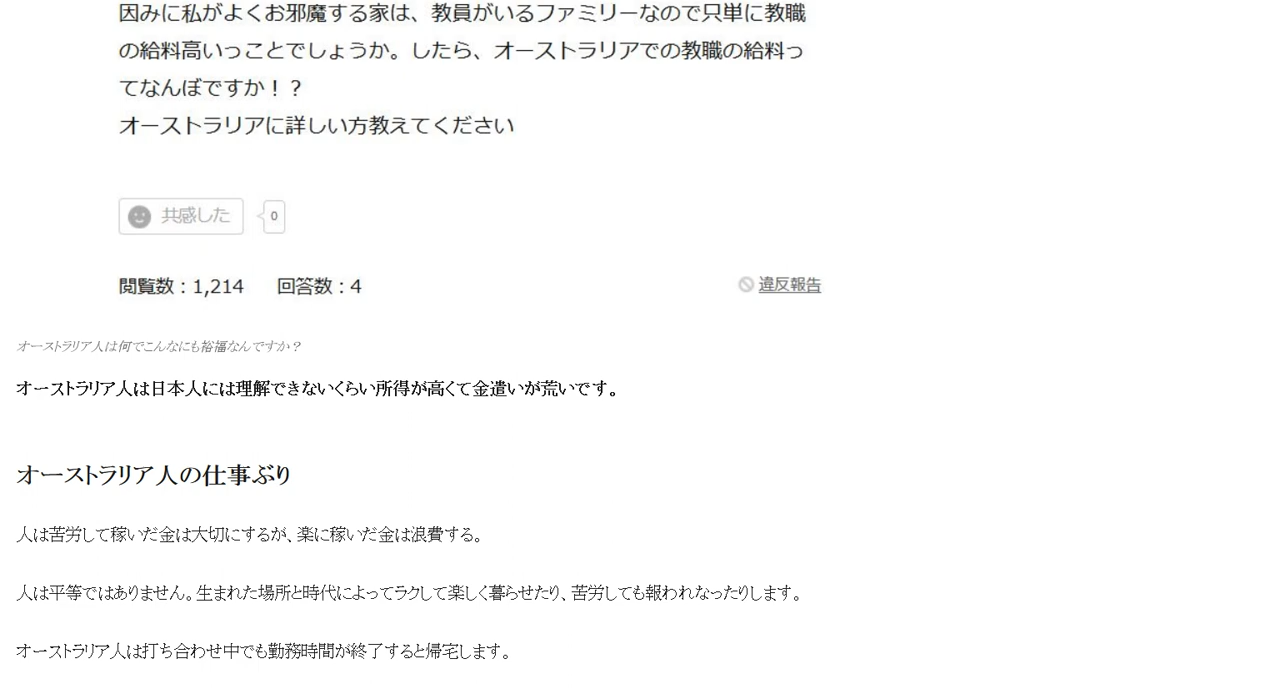 因みに私がよくお邪魔する家は、教員がいるファミリーなので只単に教職
の給料高いっことでしょうか。したら、オーストラリアでの教職の給料っ
てなんぼですか！？
オーストラリアに詳しい方教えてください
共感した
0
閲覧数：1,214 回答数：4
違反報告
オーストラリア人は何でこんなにも裕福なんですか？
オーストラリア人は日本人には理解できないくらい所得が高くて金遣いが荒いです。
オーストラリア人の仕事ぶり
人は苦労して稼いだ金は大切にするが、楽に稼いだ金は浪費する。
人は平等ではありません。生まれた場所と時代によってラクして楽しく暮らせたり、苦労しても報われなったりします。
オーストラリア人は打ち合わせ中でも勤務時間が終了すると帰宅します。